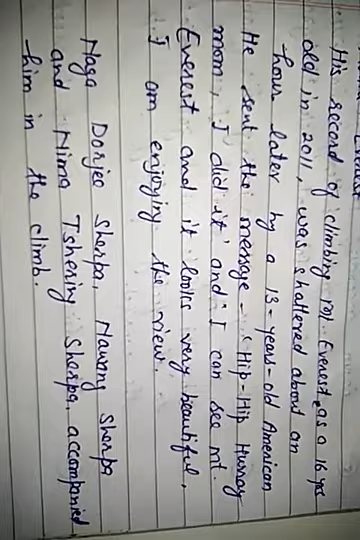 Everest
His record of climbing mt. Everest, as a 16 yrs
old in 2011, was shattered about an
hour later by a 13-years-old American
He sent the message - 'Hip-Hip Hurray
mom, I did it' and 'I can see mt.
Everest and it looks very beautiful.
I am enjoying the view.
Naga Dorjee Sherpa, Nawang Sherpa
and Nima Tshering Sherpa, accompanied
him in the climb.